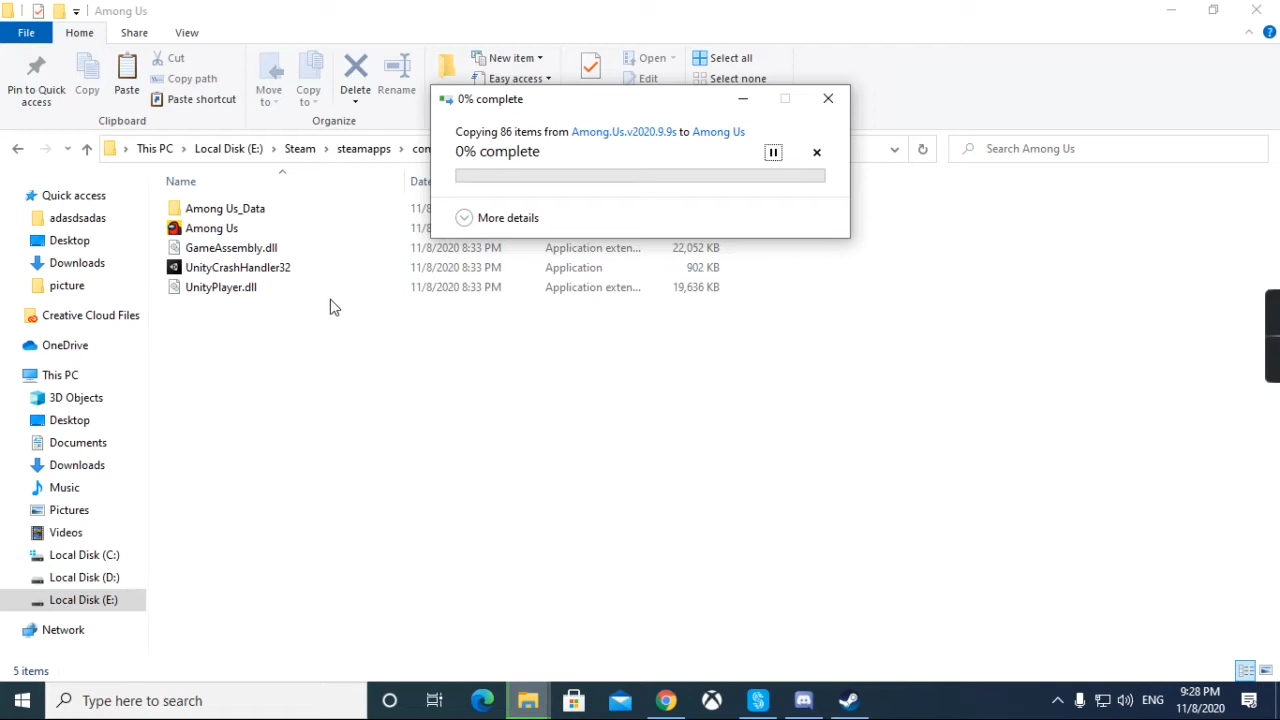 Among Us
File Home Share View
Pin to Quick access
Copy
Paste
Cut
Copy path
Paste shortcut
Clipboard
Move to
Copy to
Delete
Rename
Organize
New item
Easy access
Open
Edit
Select all
Select none
0% complete
Copying 86 items from Among.Us.v2020.9.9s to Among Us
0% complete
More details
This PC › Local Disk (E:) › Steam › steamapps ›
Search Among Us
Name
Quick access
adasdsadas
Desktop
Downloads
picture
Creative Cloud Files
OneDrive
This PC
3D Objects
Desktop
Documents
Downloads
Music
Pictures
Videos
Local Disk (C:)
Local Disk (D:)
Local Disk (E:)
Network
Among Us_Data
Among Us
GameAssembly.dll 11/8/2020 8:33 PM Application exten... 22,052 KB
UnityCrashHandler32 11/8/2020 8:33 PM Application 902 KB
UnityPlayer.dll 11/8/2020 8:33 PM Application exten... 19,636 KB
5 items
Type here to search
ENG
9:28 PM
11/8/2020